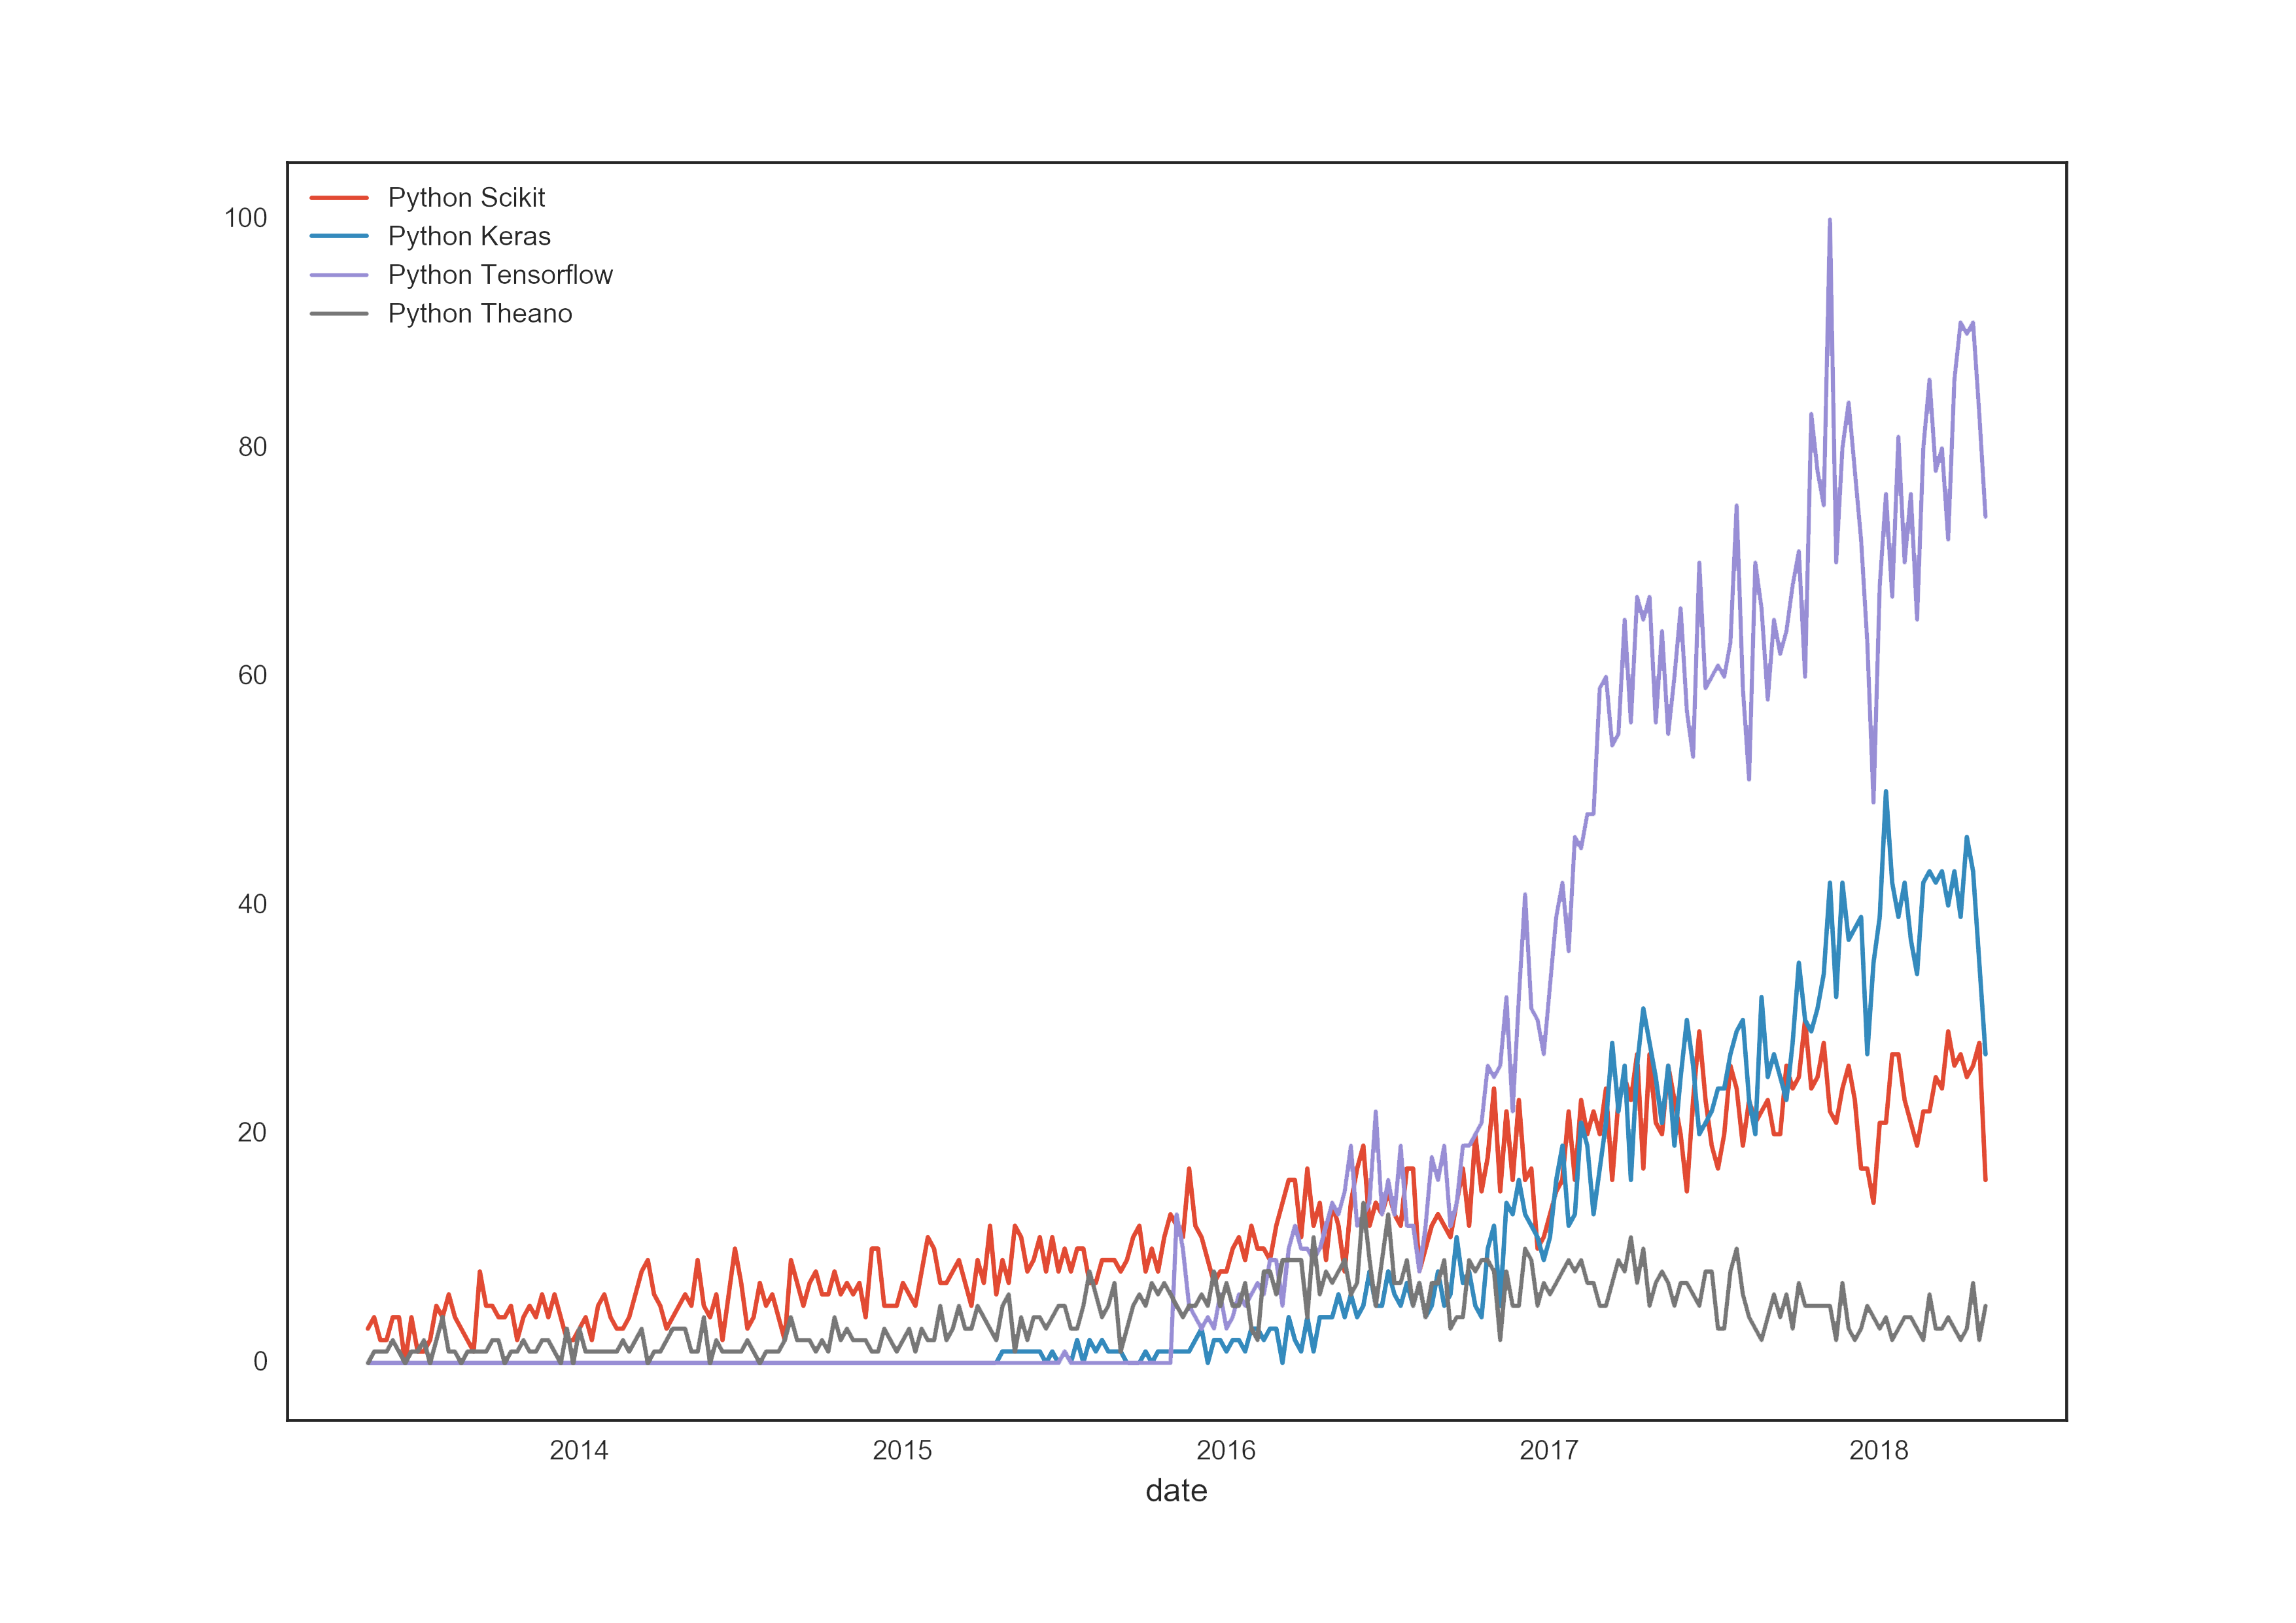 Python Scikit
Python Keras
Python Tensorflow
Python Theano
100
80
60
40
20
0
2014 2015 2016 2017 2018
date